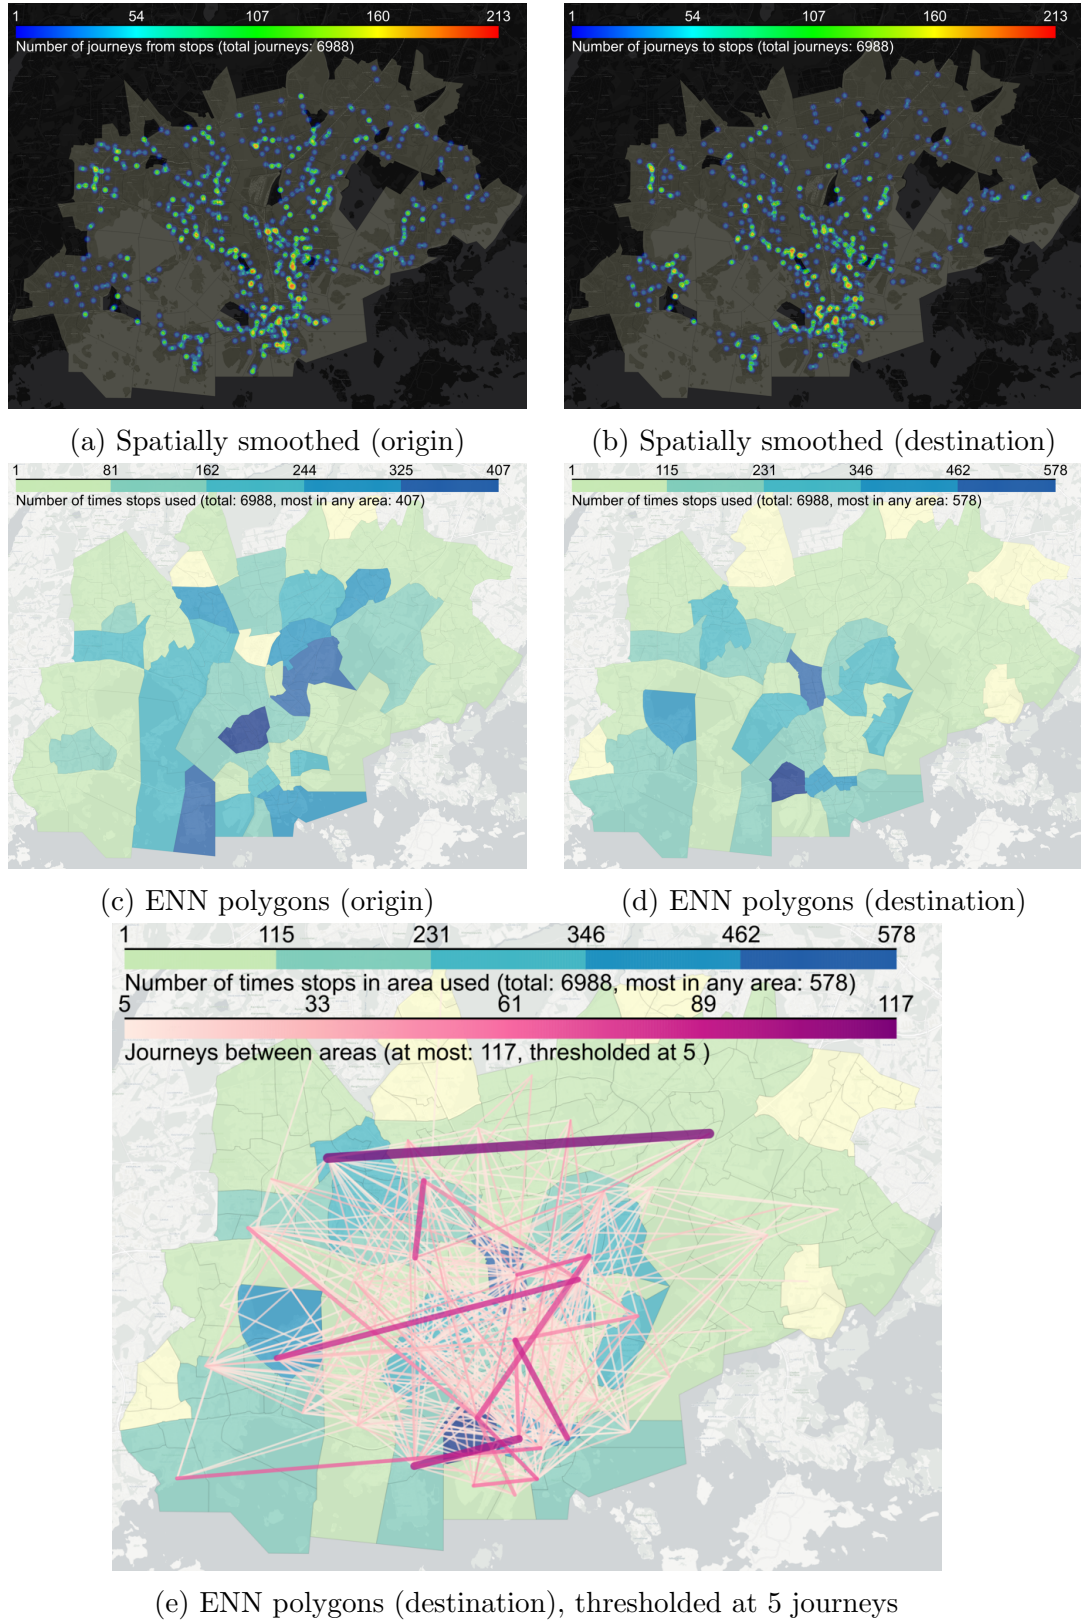 1 54 107 160 213
Number of journeys from stops (total journeys: 6988)
1 54 107 160 213
Number of journeys to stops (total journeys: 6988)
(a) Spatially smoothed (origin)
(b) Spatially smoothed (destination)
1 81 162 244 325 407
Number of times stops used (total: 6988, most in any area: 407)
1 115 231 346 462 578
Number of times stops used (total: 6988, most in any area: 578)
(c) ENN polygons (origin)
(d) ENN polygons (destination)
1 115 231 346 462 578
Number of times stops in area used (total: 6988, most in any area: 578)
5 33 61 89 117
Journeys between areas (at most: 117, thresholded at 5 )
(e) ENN polygons (destination), thresholded at 5 journeys